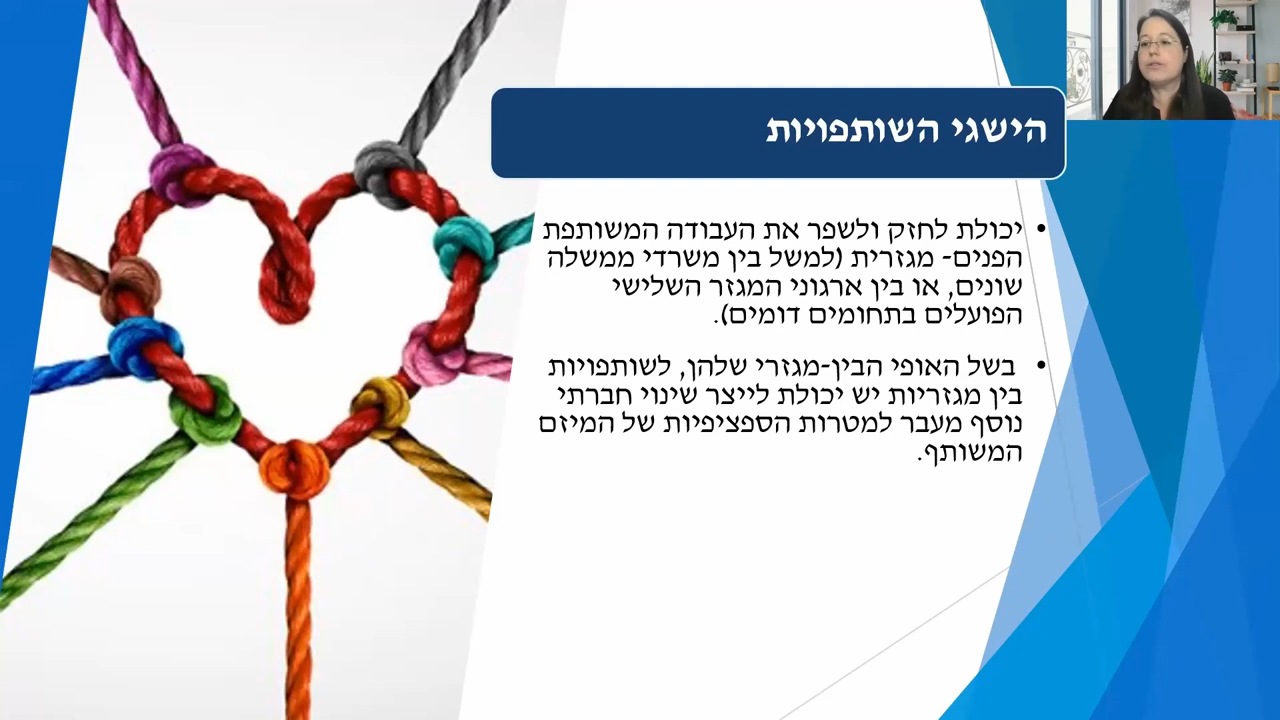 הישגי השותפויות
• יכולת לחזק ולשפר את העבודה המשותפת
הפנים- מגזרית (למשל בין משרדי ממשלה
שונים, או בין ארגוני המגזר השלישי
הפועלים בתחומים דומים).
• בשל האופי הבין-מגזרי שלהן, לשותפויות
בין מגזריות יש יכולת לייצר שינוי חברתי
נוסף מעבר למטרות הספציפיות של המיזם
המשותף.